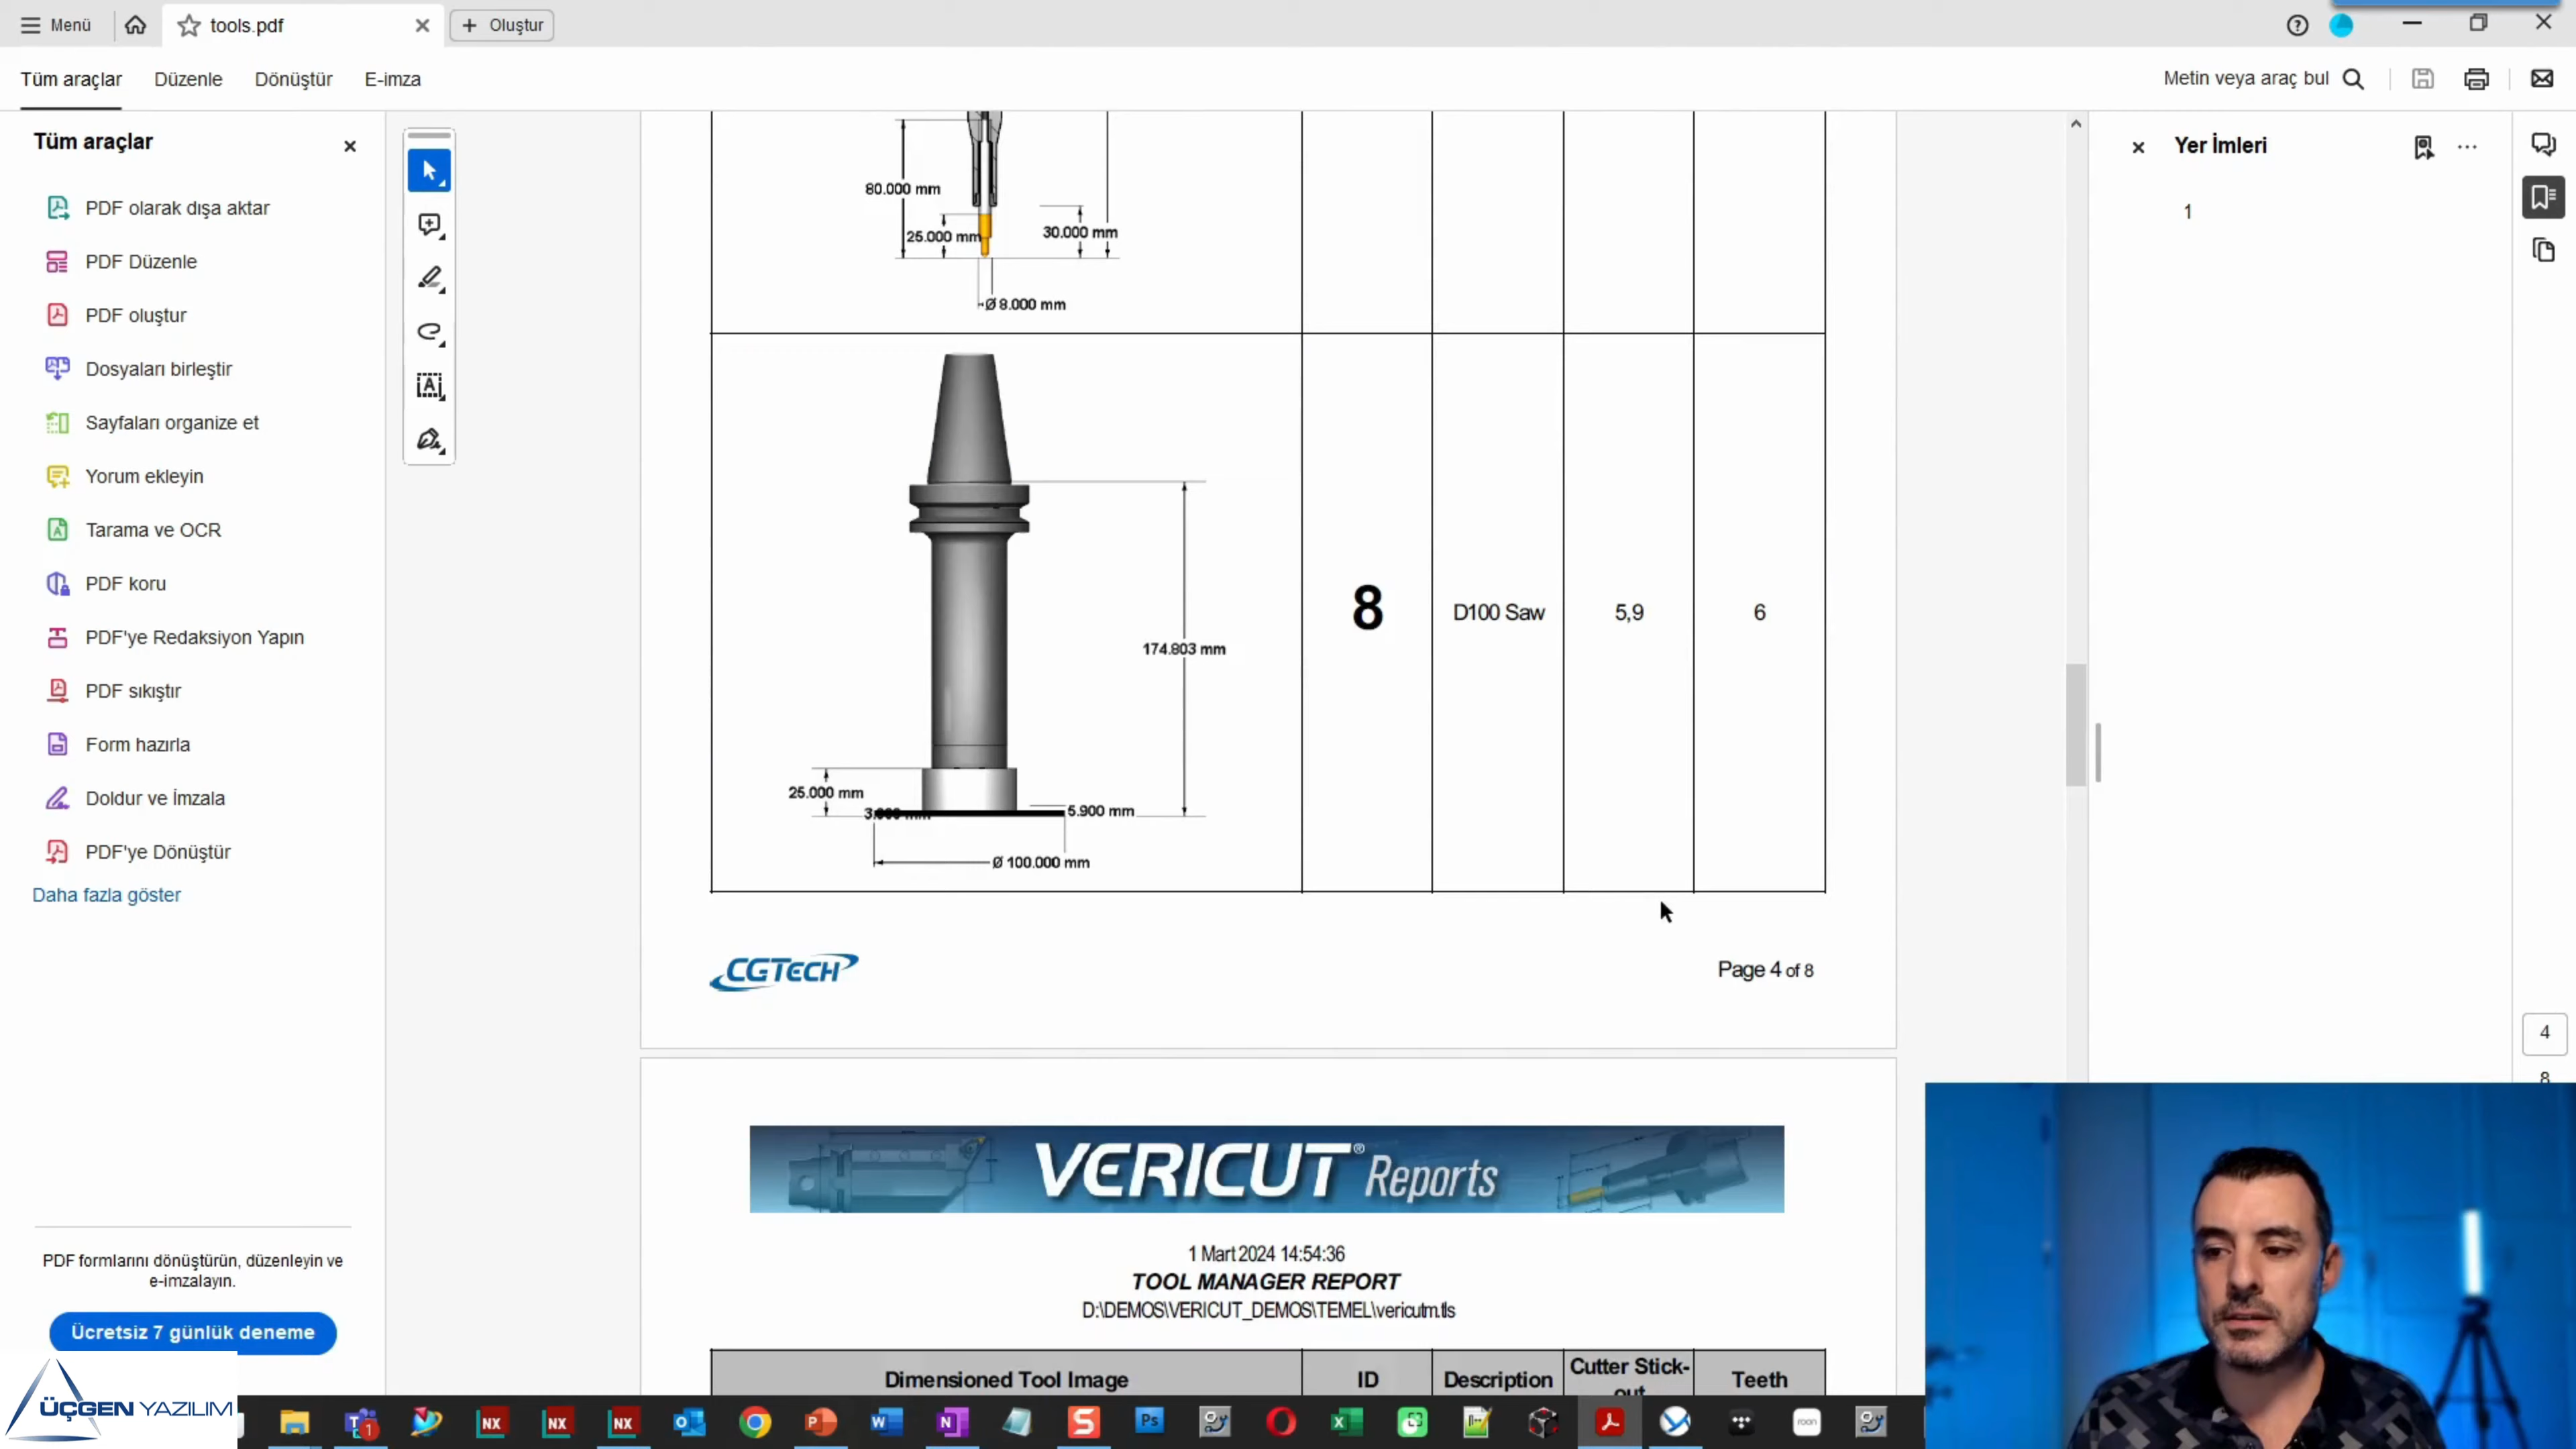 Menü
tools.pdf
Oluştur
Tüm araçlar
Düzenle
Dönüştür
E-imza
Metin veya araç bul
Tüm araçlar
PDF olarak dışa aktar
PDF Düzenle
PDF oluştur
Dosyaları birleştir
Sayfaları organize et
Yorum ekleyin
Tarama ve OCR
PDF koru
PDF'ye Redaksiyon Yapın
PDF sıkıştır
Form hazırla
Doldur ve İmzala
PDF'ye Dönüştür
Daha fazla göster
PDF formlarını dönüştürün, düzenleyin ve
e-imzalayın.
Ücretsiz 7 günlük deneme
ÜÇGEN YAZILIM
80.000 mm
25.000 mm
30.000 mm
Ø 8.000 mm
174.803 mm
25.000 mm
5.900 mm
Ø 100.000 mm
8
D100 Saw
5,9
6
CGTECH
Page 4 of 8
VERICUT® Reports
1 Mart 2024 14:54:36
TOOL MANAGER REPORT
D:\DEMOS\VERICUT_DEMOS\TEMEL\vericutm.tls
Dimensioned Tool Image
ID
Description
Cutter Stick-
out
Teeth
Yer İmleri
1
4
8